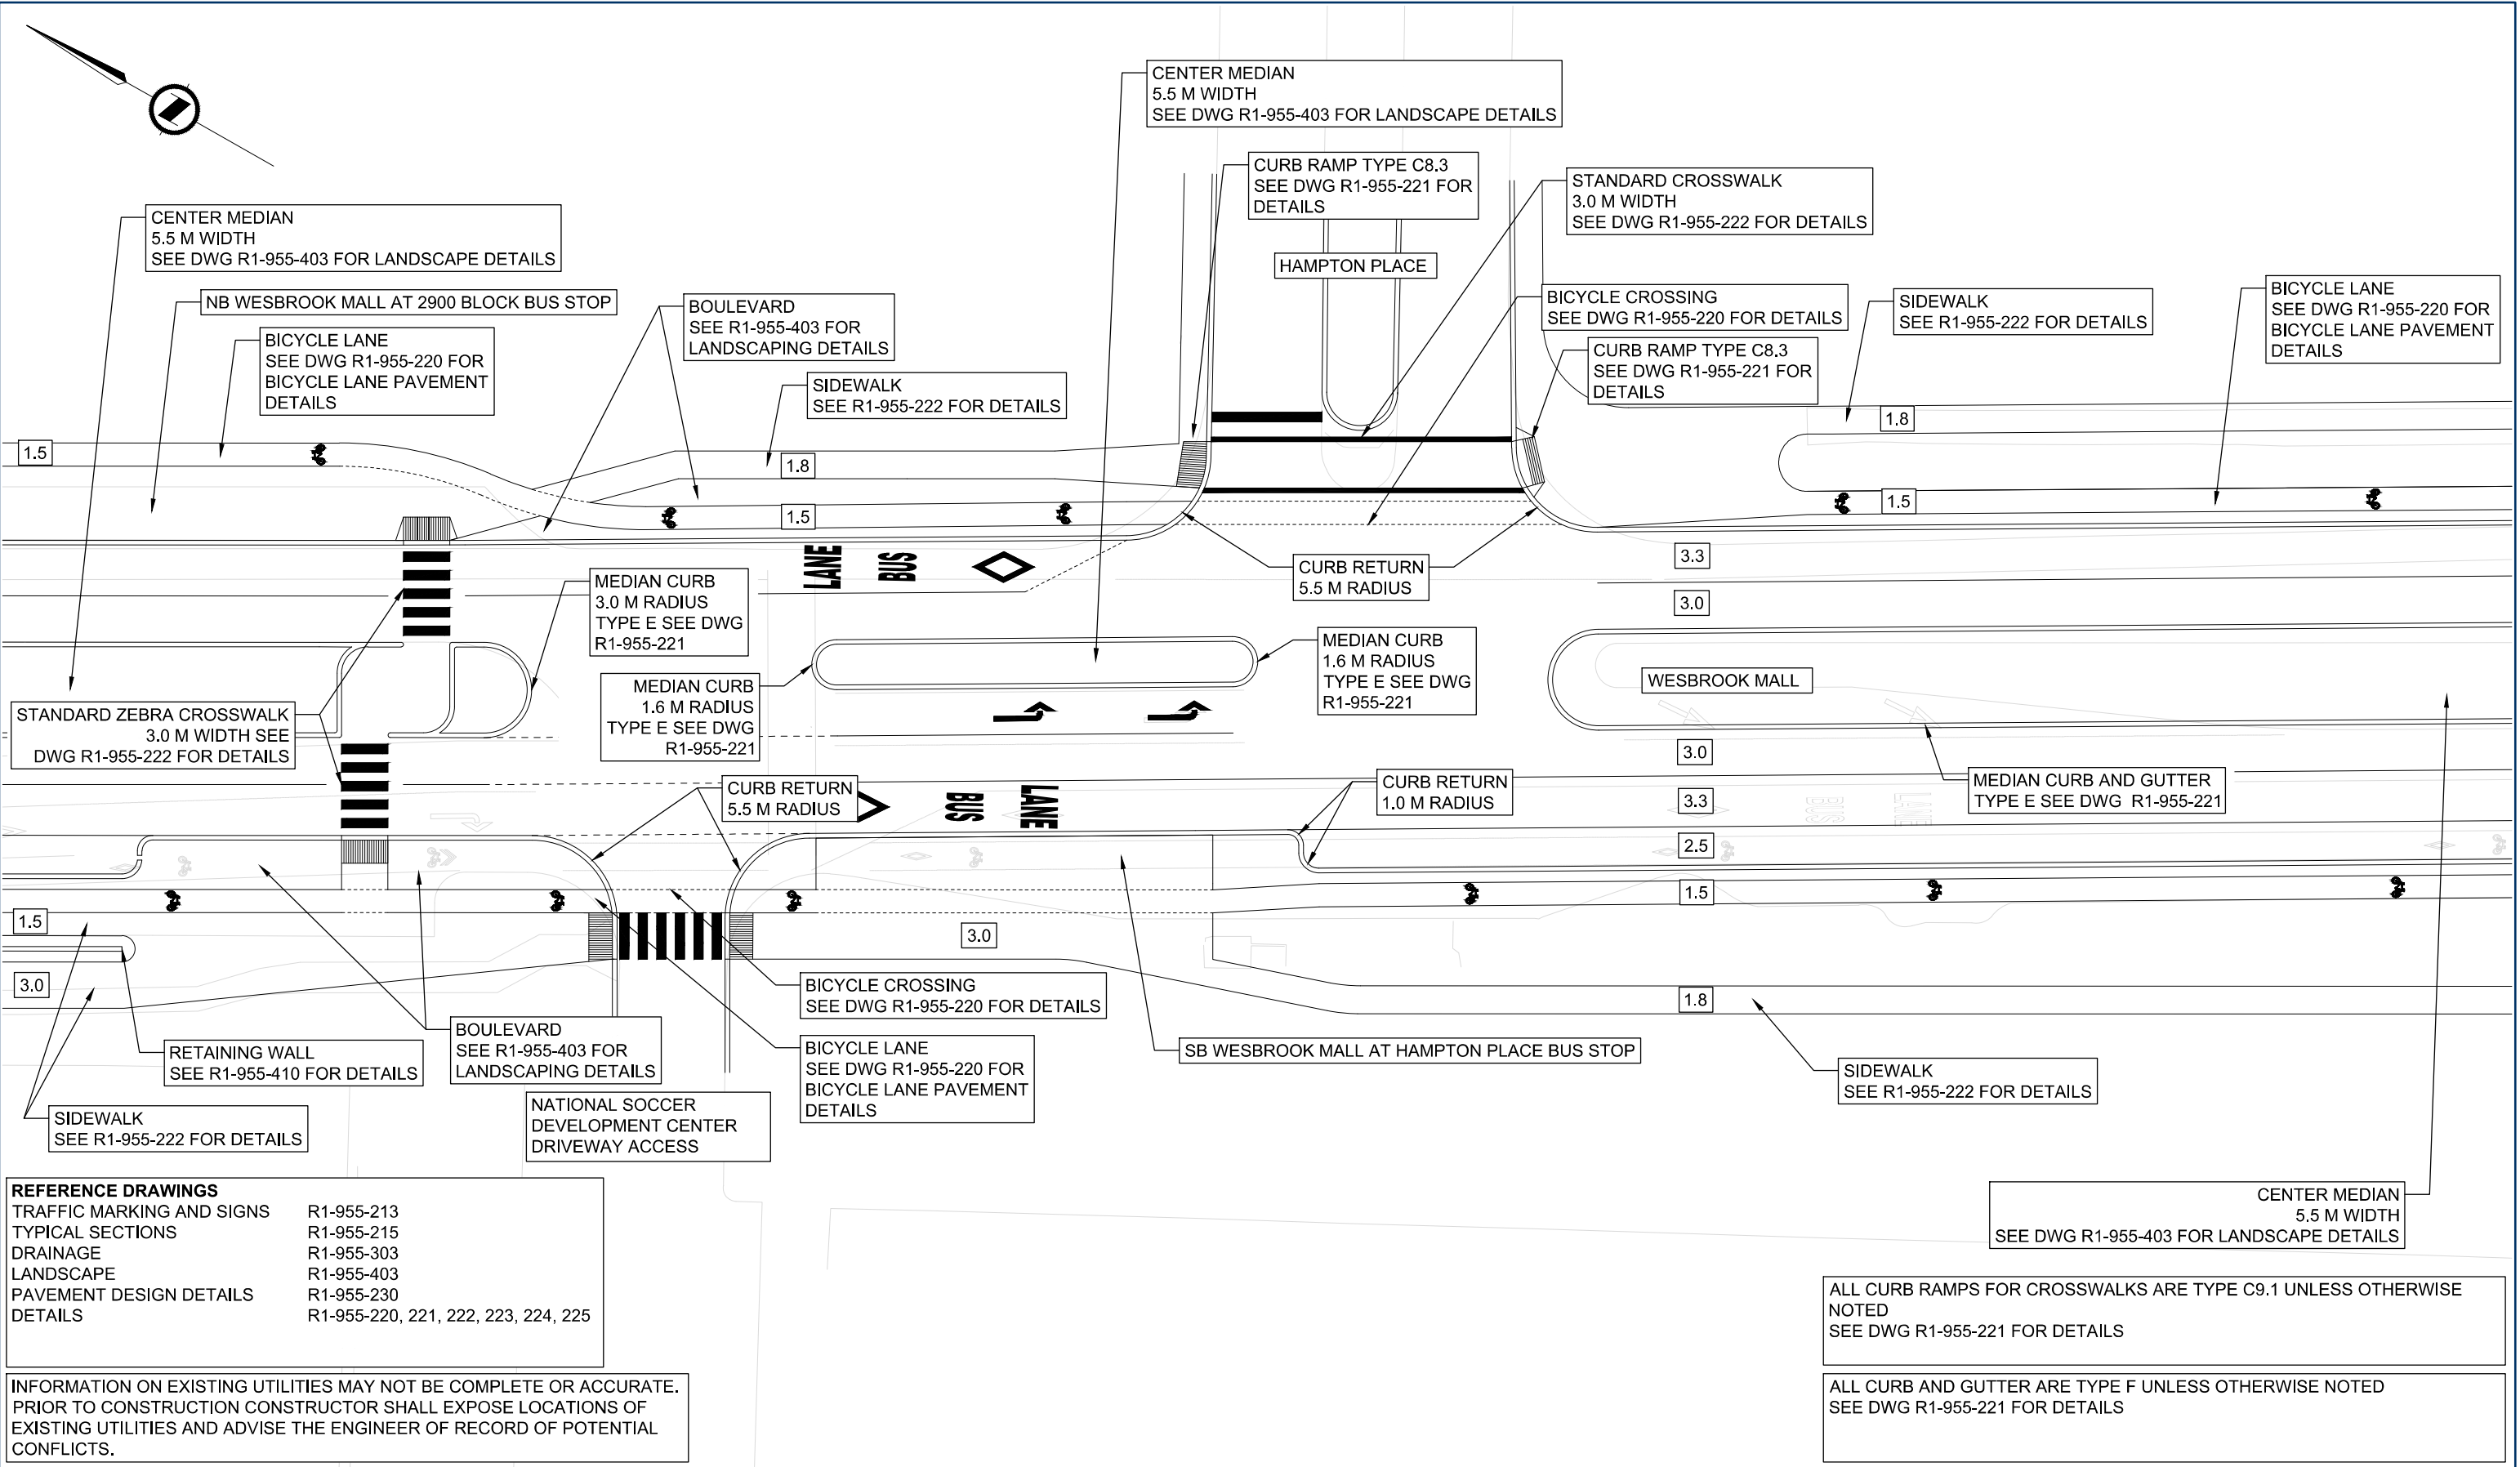 CENTER MEDIAN
5.5 M WIDTH
SEE DWG R1-955-403 FOR LANDSCAPE DETAILS
CURB RAMP TYPE C8.3
SEE DWG R1-955-221 FOR
DETAILS
STANDARD CROSSWALK
3.0 M WIDTH
SEE DWG R1-955-222 FOR DETAILS
CENTER MEDIAN
5.5 M WIDTH
SEE DWG R1-955-403 FOR LANDSCAPE DETAILS
HAMPTON PLACE
NB WESBROOK MALL AT 2900 BLOCK BUS STOP
BOULEVARD
SEE R1-955-403 FOR
LANDSCAPING DETAILS
BICYCLE CROSSING
SEE DWG R1-955-220 FOR DETAILS
SIDEWALK
SEE R1-955-222 FOR DETAILS
BICYCLE LANE
SEE DWG R1-955-220 FOR
BICYCLE LANE PAVEMENT
DETAILS
BICYCLE LANE
SEE DWG R1-955-220 FOR
BICYCLE LANE PAVEMENT
DETAILS
CURB RAMP TYPE C8.3
SEE DWG R1-955-221 FOR
DETAILS
SIDEWALK
SEE R1-955-222 FOR DETAILS
1.8
1.5
1.8
1.5
1.5
LANE
BUS
3.3
CURB RETURN
5.5 M RADIUS
MEDIAN CURB
3.0 M RADIUS
TYPE E SEE DWG
R1-955-221
3.0
MEDIAN CURB
1.6 M RADIUS
TYPE E SEE DWG
R1-955-221
WESBROOK MALL
MEDIAN CURB
1.6 M RADIUS
TYPE E SEE DWG
R1-955-221
STANDARD ZEBRA CROSSWALK
3.0 M WIDTH SEE
DWG R1-955-222 FOR DETAILS
3.0
CURB RETURN
5.5 M RADIUS
BUS
LANE
CURB RETURN
1.0 M RADIUS
MEDIAN CURB AND GUTTER
TYPE E SEE DWG R1-955-221
3.3
BUS
LANE
2.5
1.5
1.5
3.0
3.0
BICYCLE CROSSING
SEE DWG R1-955-220 FOR DETAILS
1.8
RETAINING WALL
SEE R1-955-410 FOR DETAILS
BOULEVARD
SEE R1-955-403 FOR
LANDSCAPING DETAILS
BICYCLE LANE
SEE DWG R1-955-220 FOR
BICYCLE LANE PAVEMENT
DETAILS
SB WESBROOK MALL AT HAMPTON PLACE BUS STOP
SIDEWALK
SEE R1-955-222 FOR DETAILS
SIDEWALK
SEE R1-955-222 FOR DETAILS
NATIONAL SOCCER
DEVELOPMENT CENTER
DRIVEWAY ACCESS
REFERENCE DRAWINGS
TRAFFIC MARKING AND SIGNS R1-955-213
TYPICAL SECTIONS R1-955-215
DRAINAGE R1-955-303
LANDSCAPE R1-955-403
PAVEMENT DESIGN DETAILS R1-955-230
DETAILS R1-955-220, 221, 222, 223, 224, 225
CENTER MEDIAN
5.5 M WIDTH
SEE DWG R1-955-403 FOR LANDSCAPE DETAILS
ALL CURB RAMPS FOR CROSSWALKS ARE TYPE C9.1 UNLESS OTHERWISE
NOTED
SEE DWG R1-955-221 FOR DETAILS
INFORMATION ON EXISTING UTILITIES MAY NOT BE COMPLETE OR ACCURATE.
PRIOR TO CONSTRUCTION CONSTRUCTOR SHALL EXPOSE LOCATIONS OF
EXISTING UTILITIES AND ADVISE THE ENGINEER OF RECORD OF POTENTIAL
CONFLICTS.
ALL CURB AND GUTTER ARE TYPE F UNLESS OTHERWISE NOTED
SEE DWG R1-955-221 FOR DETAILS